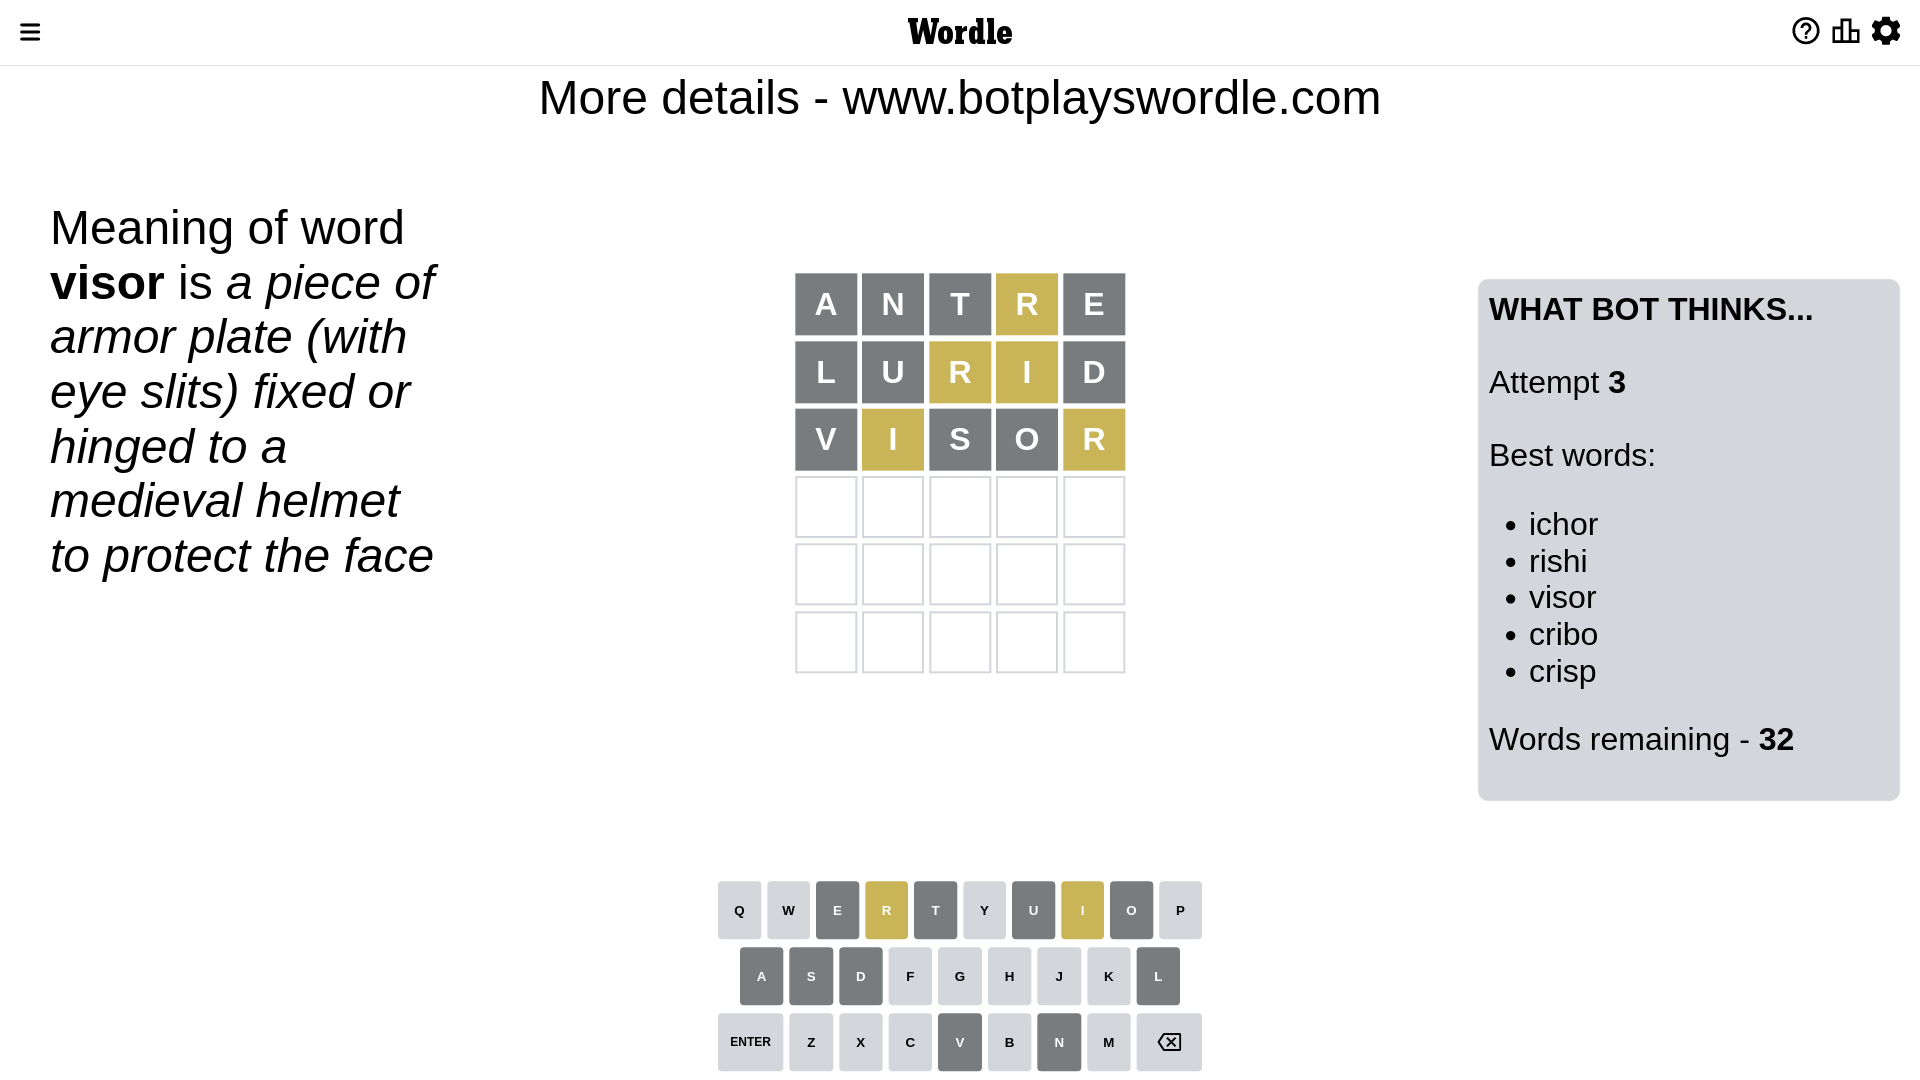 Wordle
More details - www.botplayswordle.com
Meaning of word
visor is a piece of
armor plate (with
eye slits) fixed or
hinged to a
medieval helmet
to protect the face
A N T R E
L U R I D
V I S O R
WHAT BOT THINKS...
Attempt 3
Best words:
• ichor
• rishi
• visor
• cribo
• crisp
Words remaining - 32
Q W E R T Y U I O P
A S D F G H J K L
ENTER Z X C V B N M